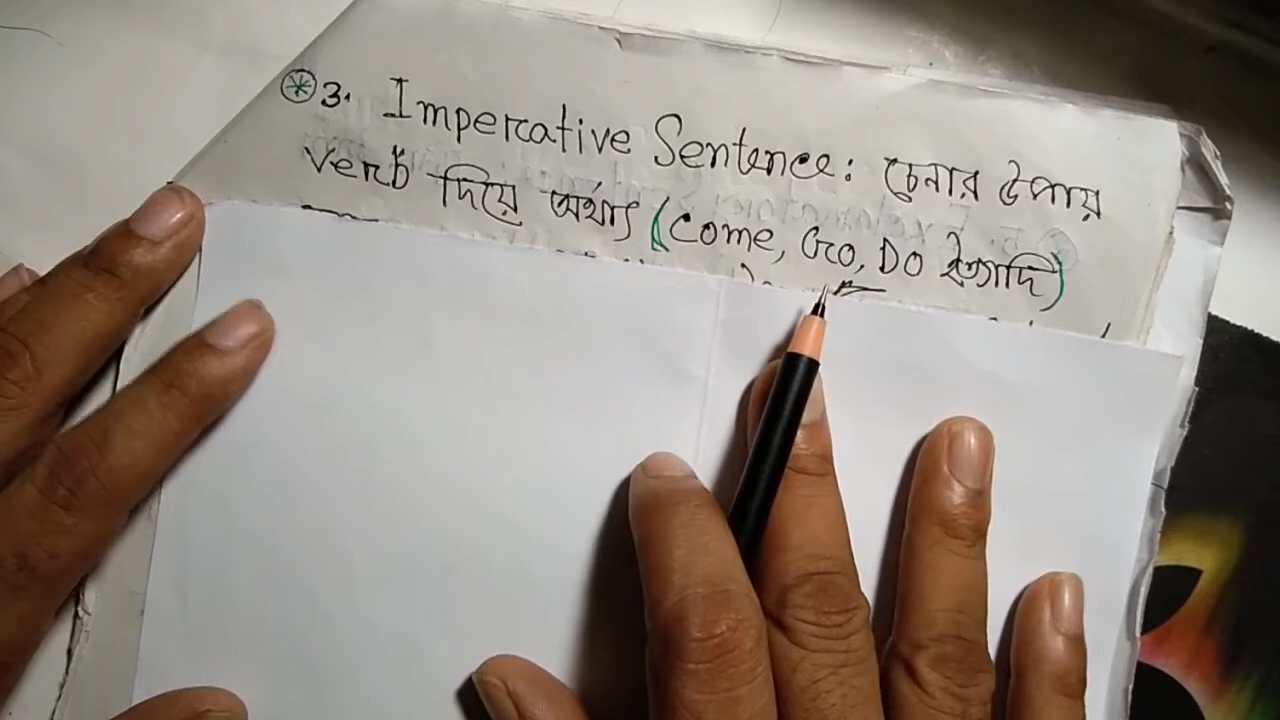 3. Imperative Sentence: চেনার উপায়
Verb দিয়ে অর্থাৎ (Come, Go, Do ইত্যাদি)